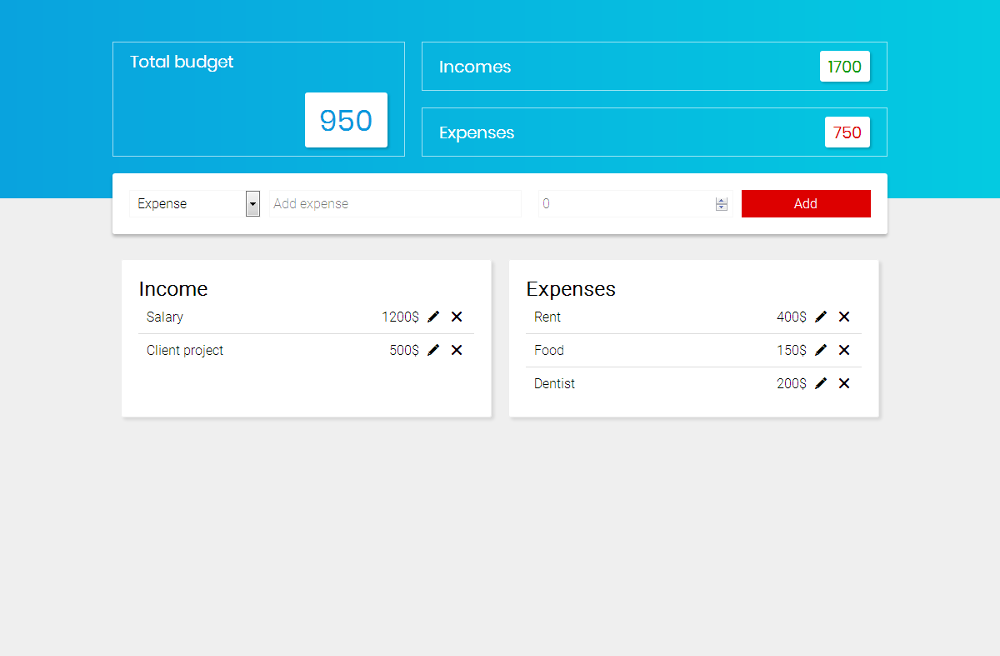 Total budget
950
Incomes
1700
Expenses
750
Expense
Add expense
0
Add
Income
Salary 1200$
Client project 500$
Expenses
Rent 400$
Food 150$
Dentist 200$